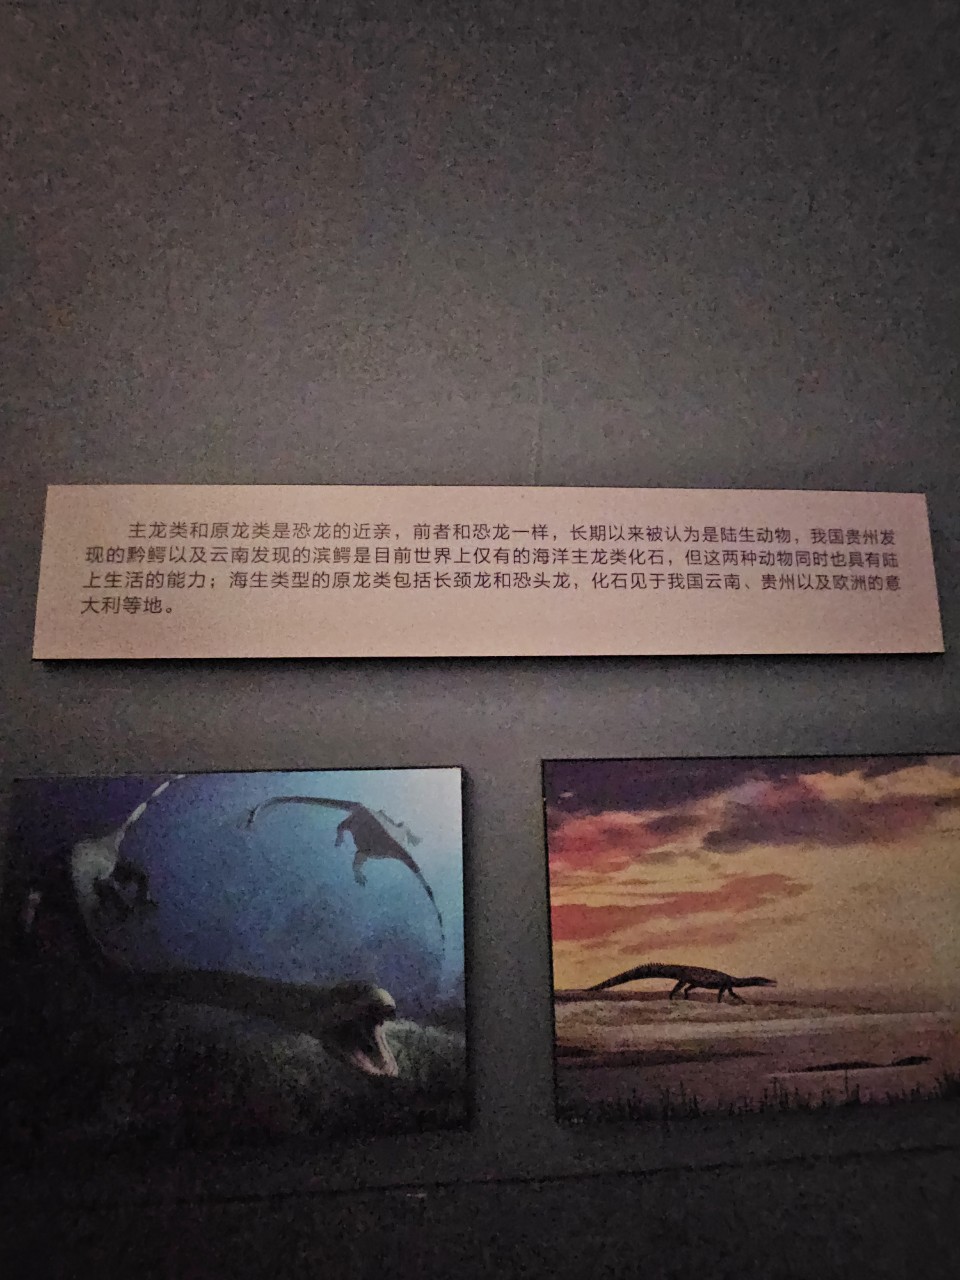 主龙类和原龙类是恐龙的近亲，前者和恐龙一样，长期以来被认为是陆生动物，我国贵州发
现的黔鳄以及云南发现的滨鳄是目前世界上仅有的海洋主龙类化石，但这两种动物同时也具有陆
上生活的能力；海生类型的原龙类包括长颈龙和恐头龙，化石见于我国云南、贵州以及欧洲的意
大利等地。